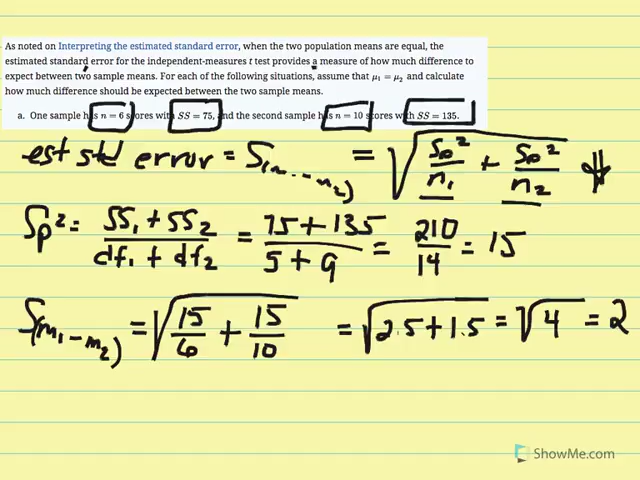 As noted on Interpreting the estimated standard error, when the two population means are equal, the
estimated standard error for the independent-measures t test provides a measure of how much difference to
expect between two sample means. For each of the following situations, assume that μ₁ = μ₂ and calculate
how much difference should be expected between the two sample means.
a. One sample has n = 6 scores with SS = 75, and the second sample has n = 10 scores with SS = 135.
est std error = S(m₁ - m₂) = √(Sp²/n₁ + Sp²/n₂)
Sp² = (SS₁ + SS₂)/(df₁ + df₂) = (75 + 135)/(5 + 9) = 210/14 = 15
S(m₁ - m₂) = √(15/6 + 15/10) = √(2.5 + 1.5) = √4 = 2
ShowMe.com